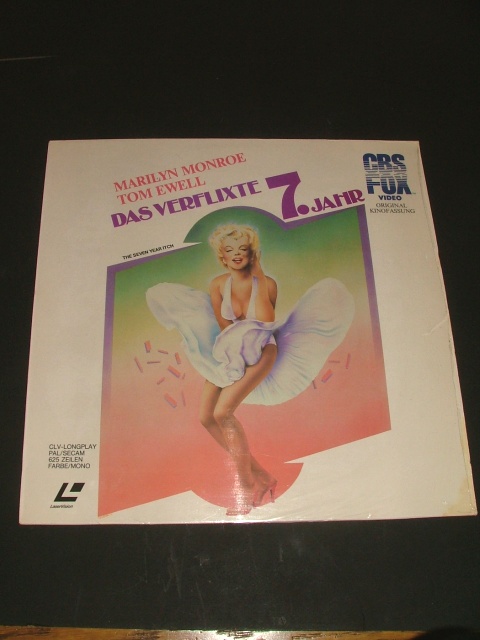 MARILYN MONROE
TOM EWELL
DAS VERFLIXTE 7. JAHR
THE SEVEN YEAR ITCH
CBS
FOX
VIDEO
ORIGINAL
KINOFASSUNG
CLV-LONGPLAY
PAL/SECAM
625 ZEILEN
FARBE/MONO
LaserVision